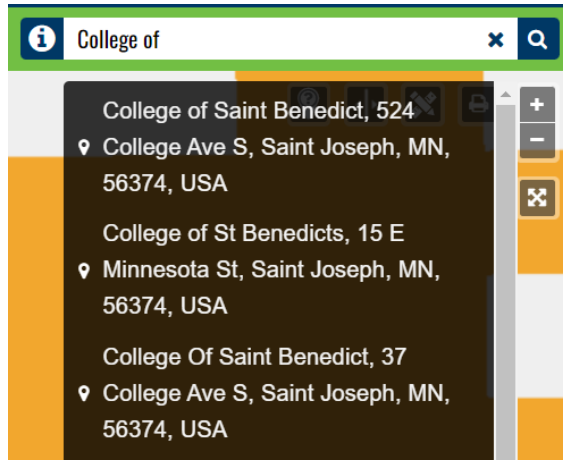 College of
College of Saint Benedict, 524
College Ave S, Saint Joseph, MN,
56374, USA
College of St Benedicts, 15 E
Minnesota St, Saint Joseph, MN,
56374, USA
College Of Saint Benedict, 37
College Ave S, Saint Joseph, MN,
56374, USA